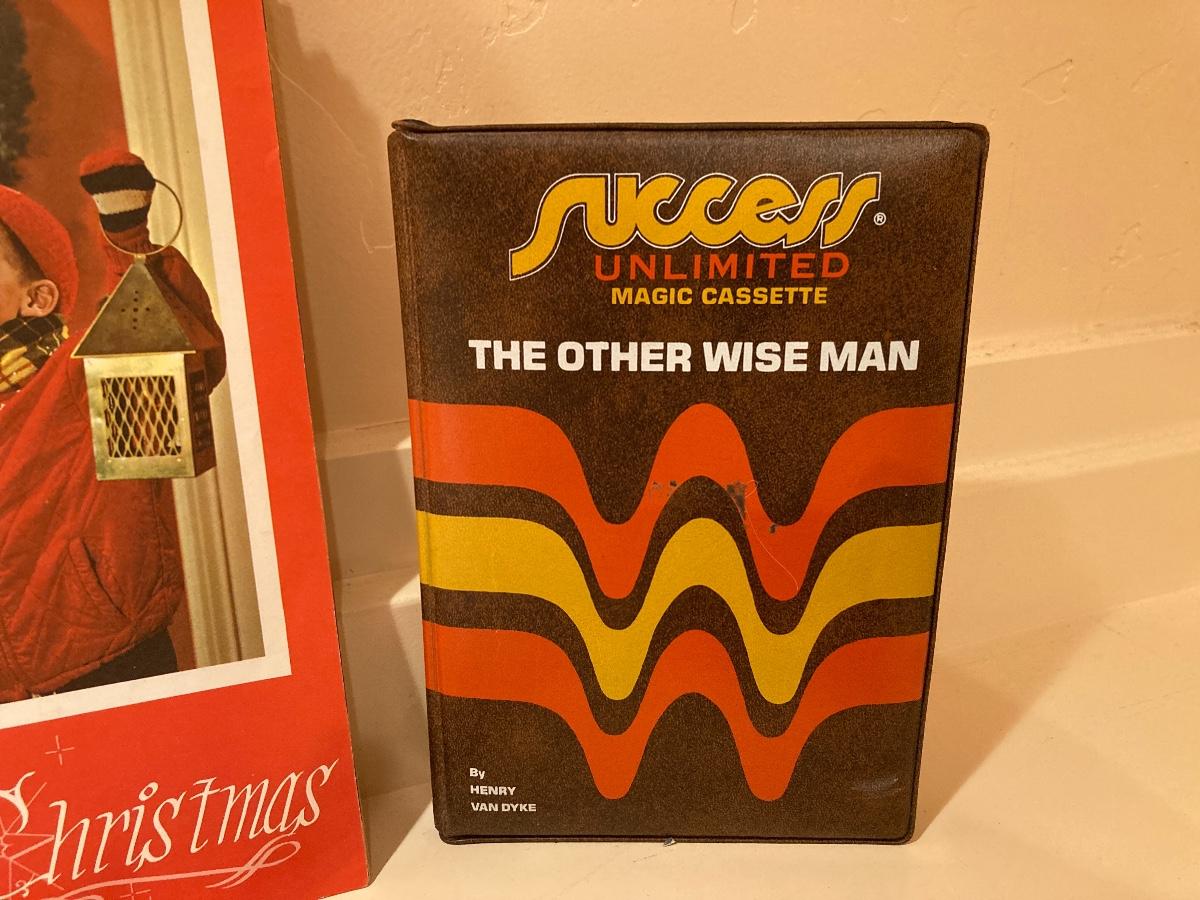 Christmas
success®
UNLIMITED
MAGIC CASSETTE
THE OTHER WISE MAN
By
HENRY
VAN DYKE